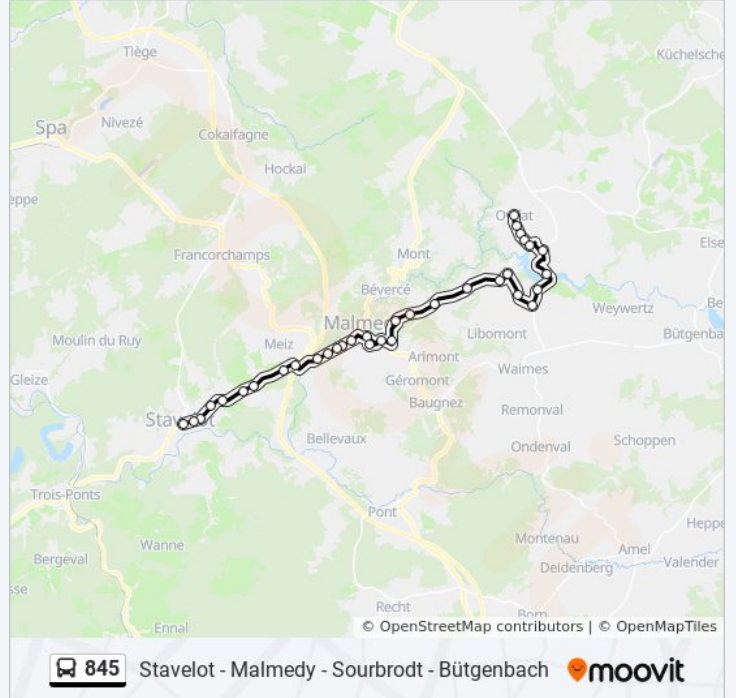 Tiège
Küchelsche
Spa
Nivezé
Cokaifagne
Hockai
eppe
Ovifat
Francorchamps
Mont
Else
Bévercé
Weywertz
Be
Malmedy
Moulin du Ruy
Meiz
Libomont
Bütgenba
Arimont
Waimes
Gleize
Géromont
Baugnez
Remonval
Stavelot
Bellevaux
Ondenval
Schoppen
Trois-Ponts
Pont
Heppe
Wanne
Montenau
Amel
Bergeval
Deidenberg
Valender
sse
Recht
Born
Ennal
© OpenStreetMap contributors | © OpenMapTiles
845 Stavelot - Malmedy - Sourbrodt - Bütgenbach moovit